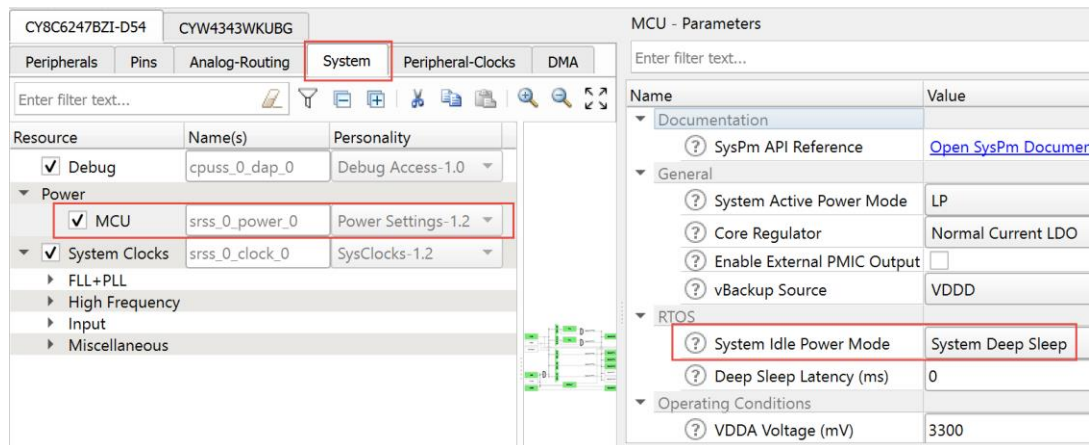 CY8C6247BZI-D54 CYW4343WKUBG
Peripherals Pins Analog-Routing System Peripheral-Clocks DMA
Enter filter text...
Resource Name(s) Personality
Debug cpuss_0_dap_0 Debug Access-1.0
Power
MCU srss_0_power_0 Power Settings-1.2
System Clocks srss_0_clock_0 SysClocks-1.2
FLL+PLL
High Frequency
Input
Miscellaneous
MCU - Parameters
Enter filter text...
Name Value
Documentation
? SysPm API Reference Open SysPm Documen
General
? System Active Power Mode LP
? Core Regulator Normal Current LDO
? Enable External PMIC Output
? vBackup Source VDDD
RTOS
? System Idle Power Mode System Deep Sleep
? Deep Sleep Latency (ms) 0
Operating Conditions
? VDDA Voltage (mV) 3300